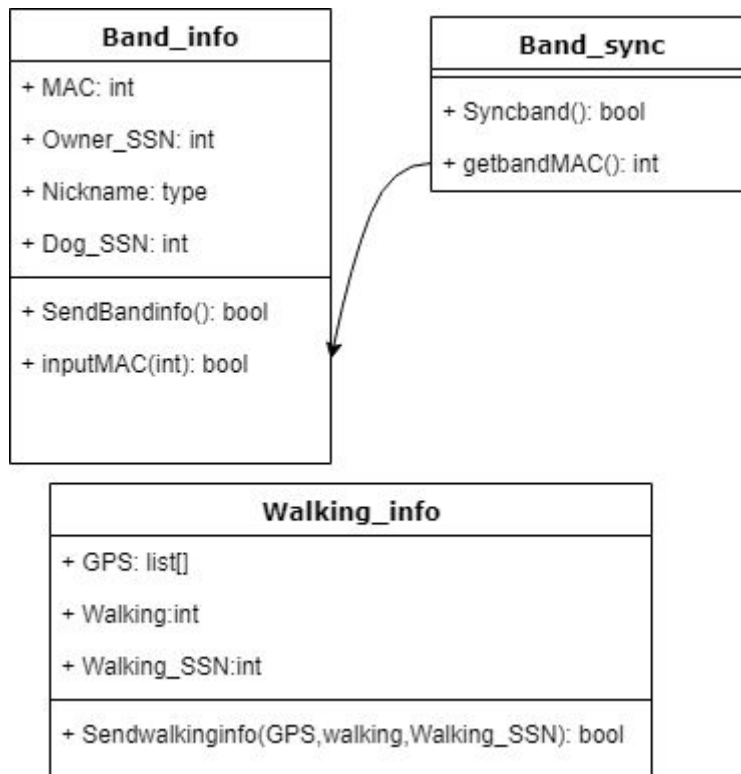 Band_info
+ MAC: int
+ Owner_SSN: int
+ Nickname: type
+ Dog_SSN: int
+ SendBandinfo(): bool
+ inputMAC(int): bool
Band_sync
+ Syncband(): bool
+ getbandMAC(): int
Walking_info
+ GPS: list[]
+ Walking:int
+ Walking_SSN:int
+ Sendwalkinginfo(GPS,walking,Walking_SSN): bool